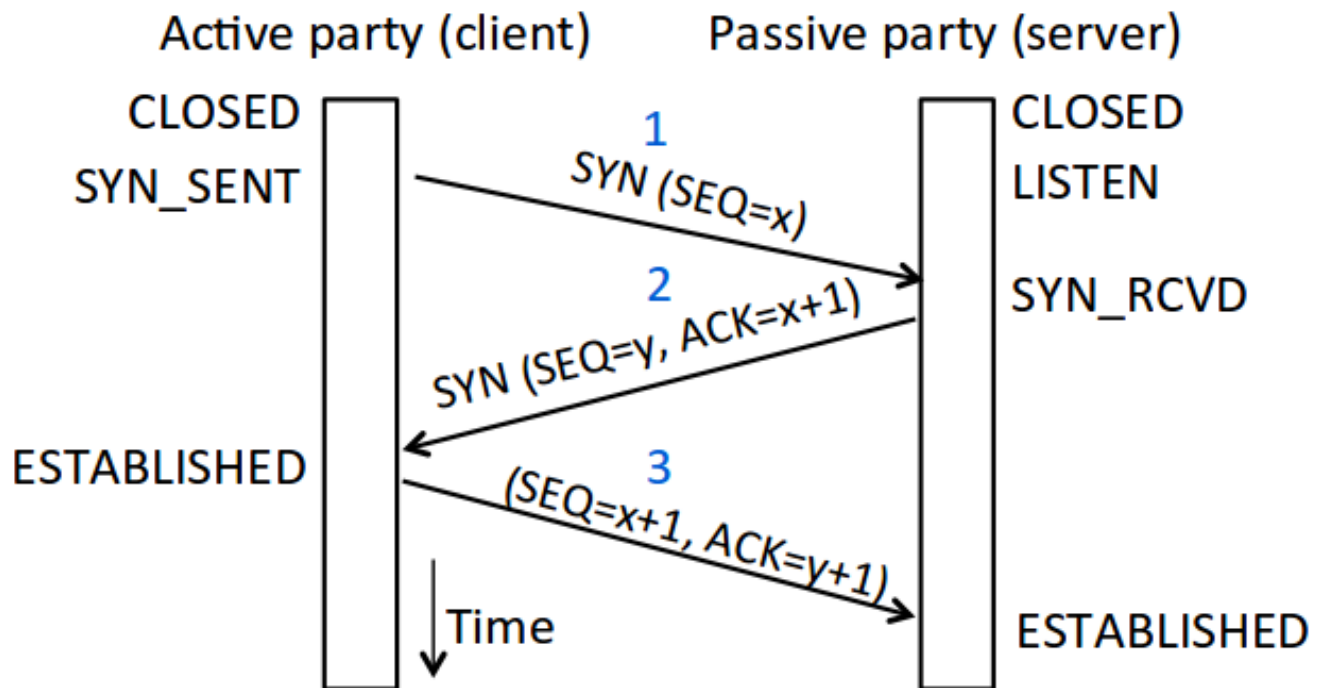 Active party (client)
Passive party (server)
CLOSED
CLOSED
1
SYN_SENT
SYN (SEQ=x)
LISTEN
2
SYN_RCVD
SYN (SEQ=y, ACK=x+1)
ESTABLISHED
3
(SEQ=x+1, ACK=y+1)
Time
ESTABLISHED